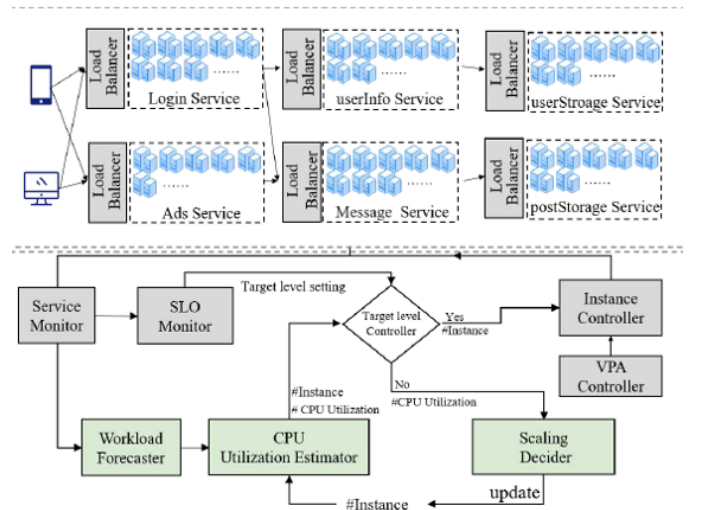 Load
Balancer
......
Login Service
Load
Balancer
......
userInfo Service
Load
Balancer
......
userStroage Service
Load
Balancer
......
Ads Service
Load
Balancer
......
Message Service
Load
Balancer
......
postStorage Service
Service
Monitor
SLO
Monitor
Target level setting
Target level
Controller
Yes
#Instance
Instance
Controller
VPA
Controller
No
#CPU Utilization
#Instance
# CPU Utilization
Workload
Forecaster
CPU
Utilization Estimator
Scaling
Decider
update
#Instance